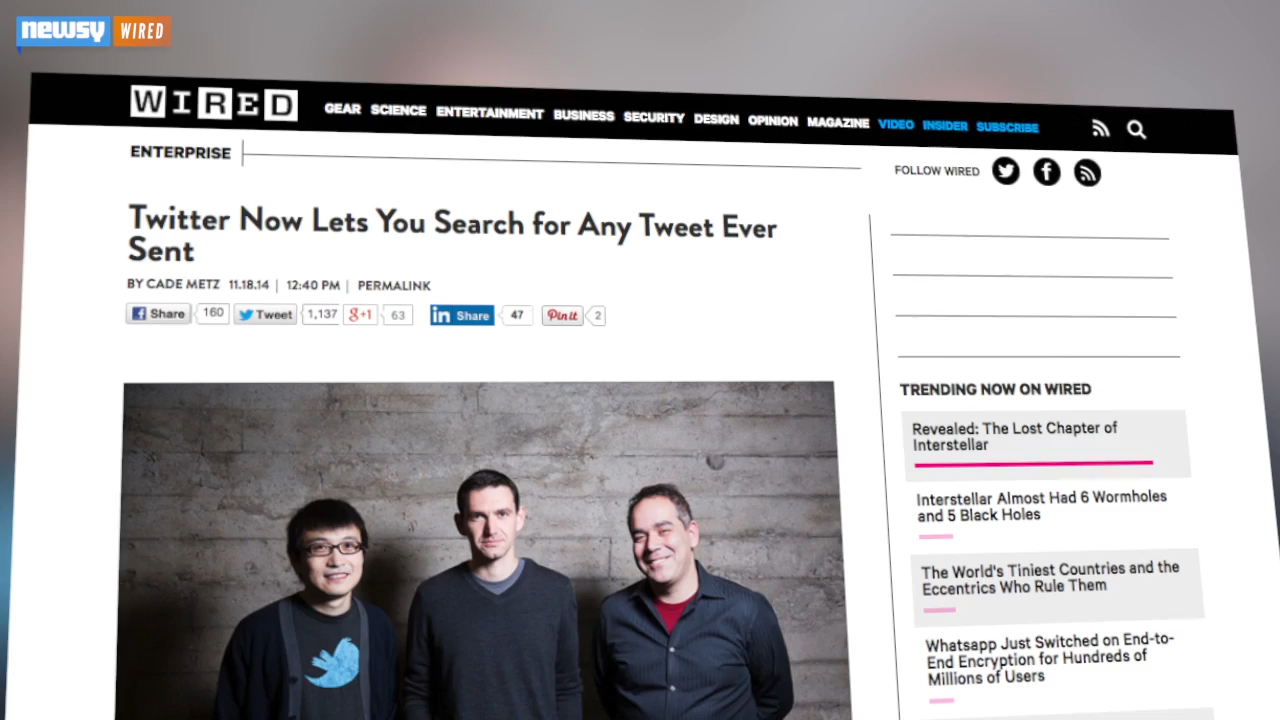 newsy WIRED
WIRED
GEAR SCIENCE ENTERTAINMENT BUSINESS SECURITY DESIGN OPINION MAGAZINE VIDEO INSIDER SUBSCRIBE
ENTERPRISE
FOLLOW WIRED
Twitter Now Lets You Search for Any Tweet Ever
Sent
BY CADE METZ 11.18.14 | 12:40 PM | PERMALINK
Share 160 Tweet 1,137 g+1 63 in Share 47 Pin it 2
TRENDING NOW ON WIRED
Revealed: The Lost Chapter of
Interstellar
Interstellar Almost Had 6 Wormholes
and 5 Black Holes
The World's Tiniest Countries and the
Eccentrics Who Rule Them
Whatsapp Just Switched on End-to-
End Encryption for Hundreds of
Millions of Users